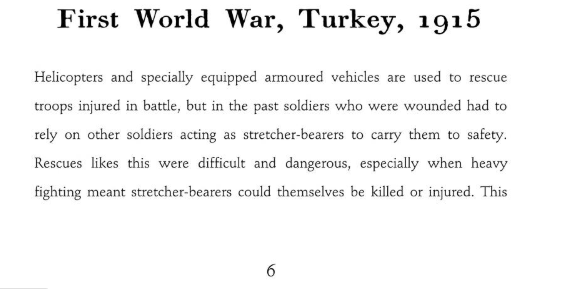 First World War, Turkey, 1915
Helicopters and specially equipped armoured vehicles are used to rescue
troops injured in battle, but in the past soldiers who were wounded had to
rely on other soldiers acting as stretcher-bearers to carry them to safety.
Rescues likes this were difficult and dangerous, especially when heavy
fighting meant stretcher-bearers could themselves be killed or injured. This
6